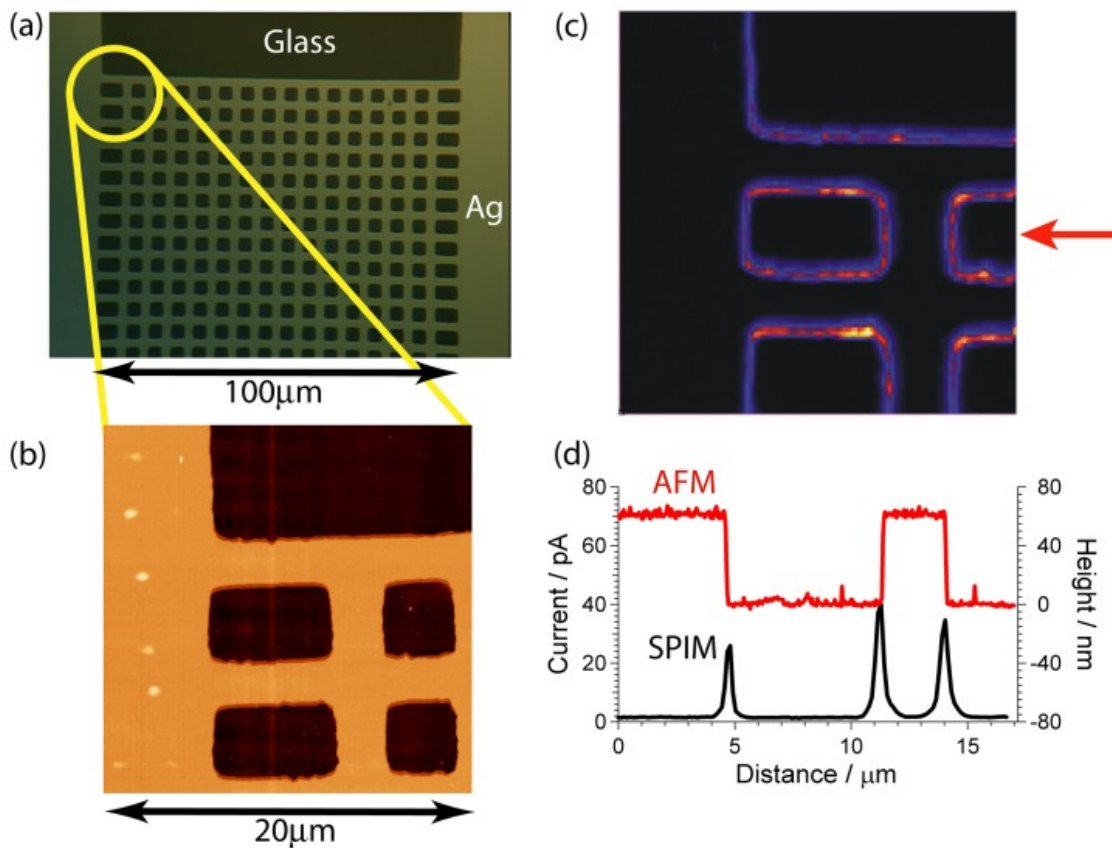 (a)
Glass
Ag
100μm
(b)
20μm
(c)
(d)
AFM
SPIM
80
60
40
20
0
Current / pA
80
40
0
-40
-80
Height / nm
0 5 10 15
Distance / μm